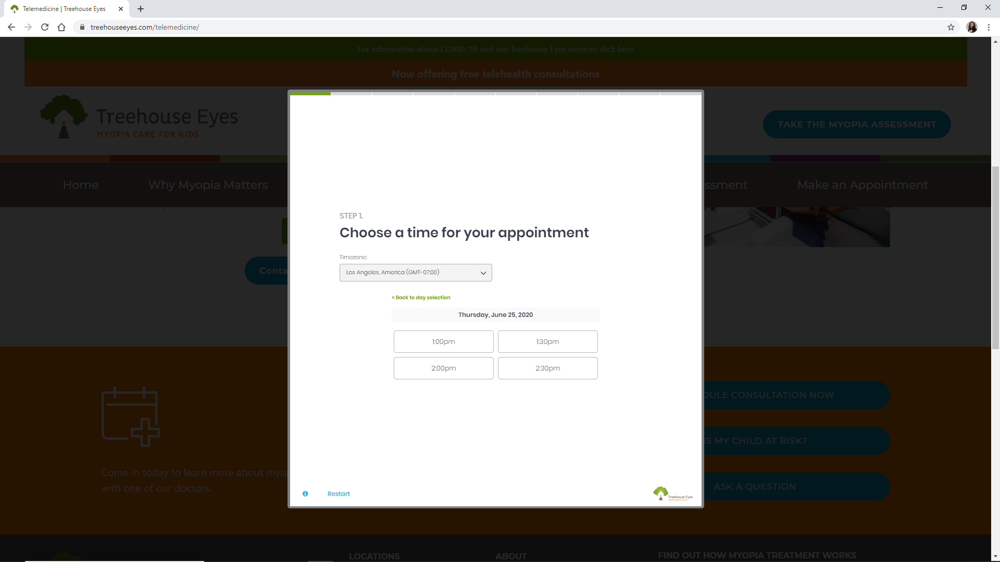 Telemedicine | Treehouse Eyes
treehouseeyes.com/telemedicine/
For information about COVID-19 and our Treehouse Eyes services click here
Now offering free telehealth consultations
Treehouse Eyes
MYOPIA CARE FOR KIDS
TAKE THE MYOPIA ASSESSMENT
Home
Why Myopia Matters
ssment
Make an Appointment
Conta
STEP 1.
Choose a time for your appointment
Timezone:
Los Angeles, America (GMT-07:00)
« Back to day selection
Thursday, June 25, 2020
1:00pm
1:30pm
2:00pm
2:30pm
DULE CONSULTATION NOW
IS MY CHILD AT RISK?
ASK A QUESTION
Come in today to learn more about myo
with one of our doctors.
Restart
Treehouse Eyes
MYOPIA CARE FOR KIDS
LOCATIONS
ABOUT
FIND OUT HOW MYOPIA TREATMENT WORKS